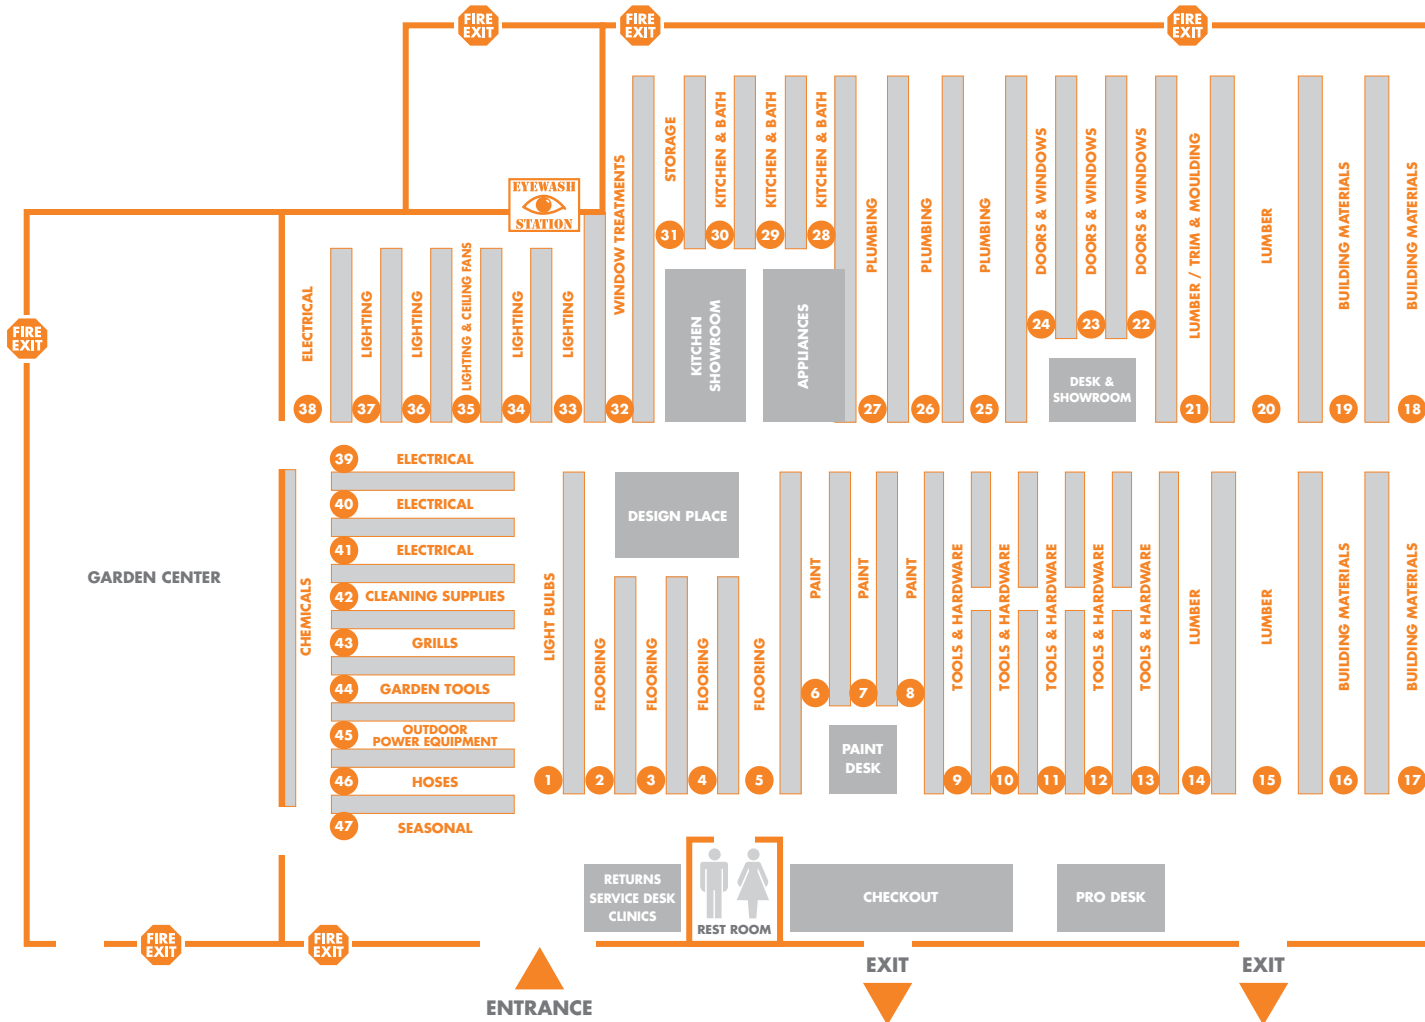 FIRE
EXIT
FIRE
EXIT
FIRE
EXIT
EYEWASH
STATION
FIRE
EXIT
ELECTRICAL
38
LIGHTING
37
LIGHTING
36
LIGHTING & CEILING FANS
35
LIGHTING
34
LIGHTING
33
WINDOW TREATMENTS
32
STORAGE
31
KITCHEN & BATH
30
KITCHEN & BATH
29
KITCHEN & BATH
28
KITCHEN
SHOWROOM
APPLIANCES
PLUMBING
27
PLUMBING
26
PLUMBING
25
DOORS & WINDOWS
24
DOORS & WINDOWS
23
DOORS & WINDOWS
22
DESK &
SHOWROOM
LUMBER / TRIM & MOULDING
21
LUMBER
20
BUILDING MATERIALS
19
BUILDING MATERIALS
18
GARDEN CENTER
CHEMICALS
39 ELECTRICAL
40 ELECTRICAL
41 ELECTRICAL
42 CLEANING SUPPLIES
43 GRILLS
44 GARDEN TOOLS
45 OUTDOOR
POWER EQUIPMENT
46 HOSES
47 SEASONAL
LIGHT BULBS
1
DESIGN PLACE
FLOORING
2
FLOORING
3
FLOORING
4
FLOORING
5
PAINT
6
PAINT
7
PAINT
8
PAINT
DESK
TOOLS & HARDWARE
9
TOOLS & HARDWARE
10
TOOLS & HARDWARE
11
TOOLS & HARDWARE
12
TOOLS & HARDWARE
13
LUMBER
14
LUMBER
15
BUILDING MATERIALS
16
BUILDING MATERIALS
17
RETURNS
SERVICE DESK
CLINICS
REST ROOM
CHECKOUT
PRO DESK
FIRE
EXIT
FIRE
EXIT
ENTRANCE
EXIT
EXIT